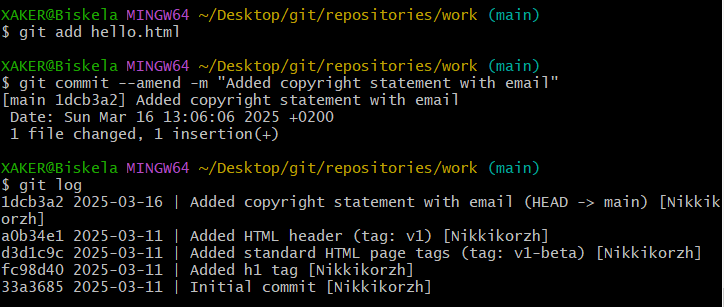 XAKER@Biskela MINGW64 ~/Desktop/git/repositories/work (main)
$ git add hello.html
XAKER@Biskela MINGW64 ~/Desktop/git/repositories/work (main)
$ git commit --amend -m "Added copyright statement with email"
[main 1dcb3a2] Added copyright statement with email
 Date: Sun Mar 16 13:06:06 2025 +0200
 1 file changed, 1 insertion(+)
XAKER@Biskela MINGW64 ~/Desktop/git/repositories/work (main)
$ git log
1dcb3a2 2025-03-16 | Added copyright statement with email (HEAD -> main) [Nikkik
orzh]
a0b34e1 2025-03-11 | Added HTML header (tag: v1) [Nikkikorzh]
d3d1c9c 2025-03-11 | Added standard HTML page tags (tag: v1-beta) [Nikkikorzh]
fc98d40 2025-03-11 | Added h1 tag [Nikkikorzh]
33a3685 2025-03-11 | Initial commit [Nikkikorzh]